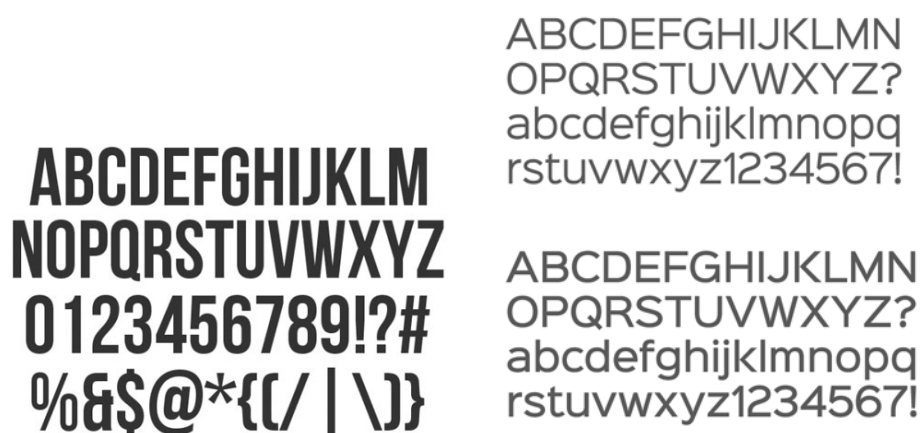 ABCDEFGHIJKLM
NOPQRSTUVWXYZ
0123456789!?#
%&$@*{(/|\)}
ABCDEFGHIJKLMN
OPQRSTUVWXYZ?
abcdefghijklmnopq
rstuvwxyz1234567!
ABCDEFGHIJKLMN
OPQRSTUVWXYZ?
abcdefghijklmnopq
rstuvwxyz1234567!